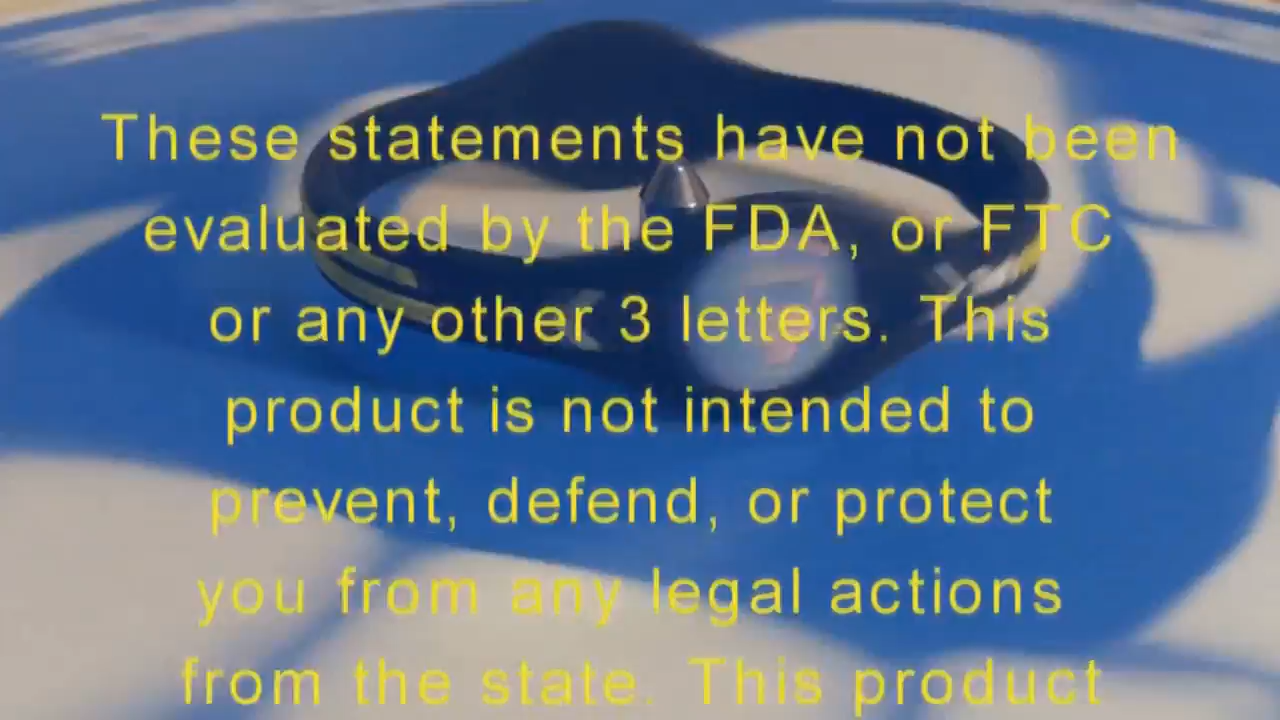 These statements have not been
evaluated by the FDA, or FTC
or any other 3 letters. This
product is not intended to
prevent, defend, or protect
you from any legal actions
from the state. This product